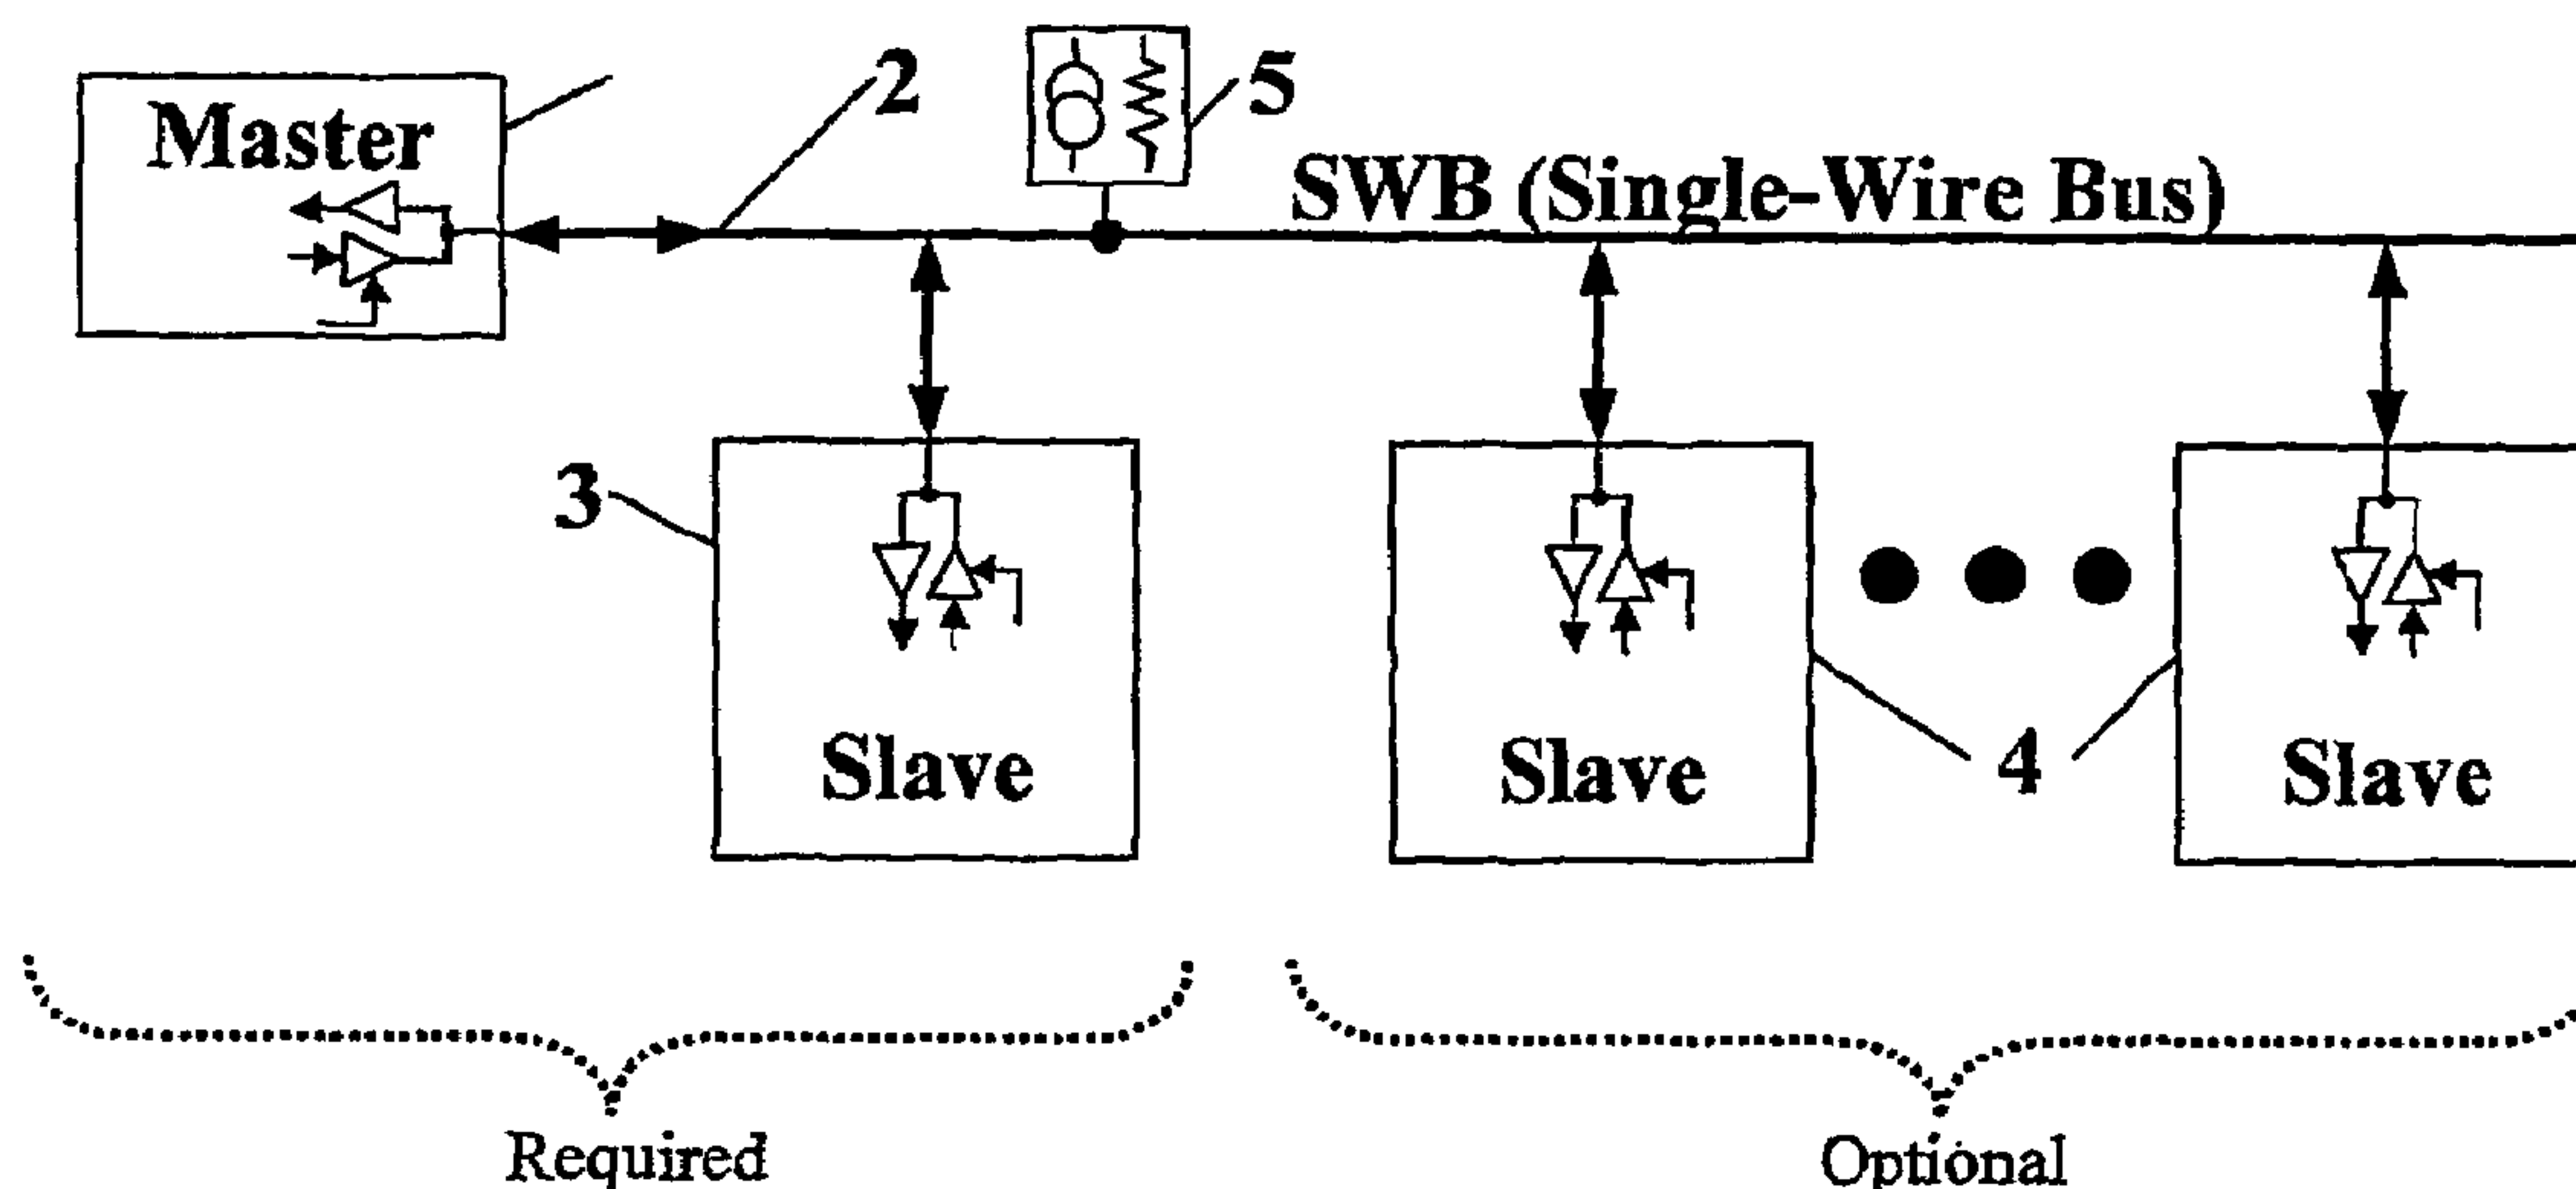 Master
2
5
SWB (Single-Wire Bus)
3
Slave
Slave
4
Slave
Required
Optional